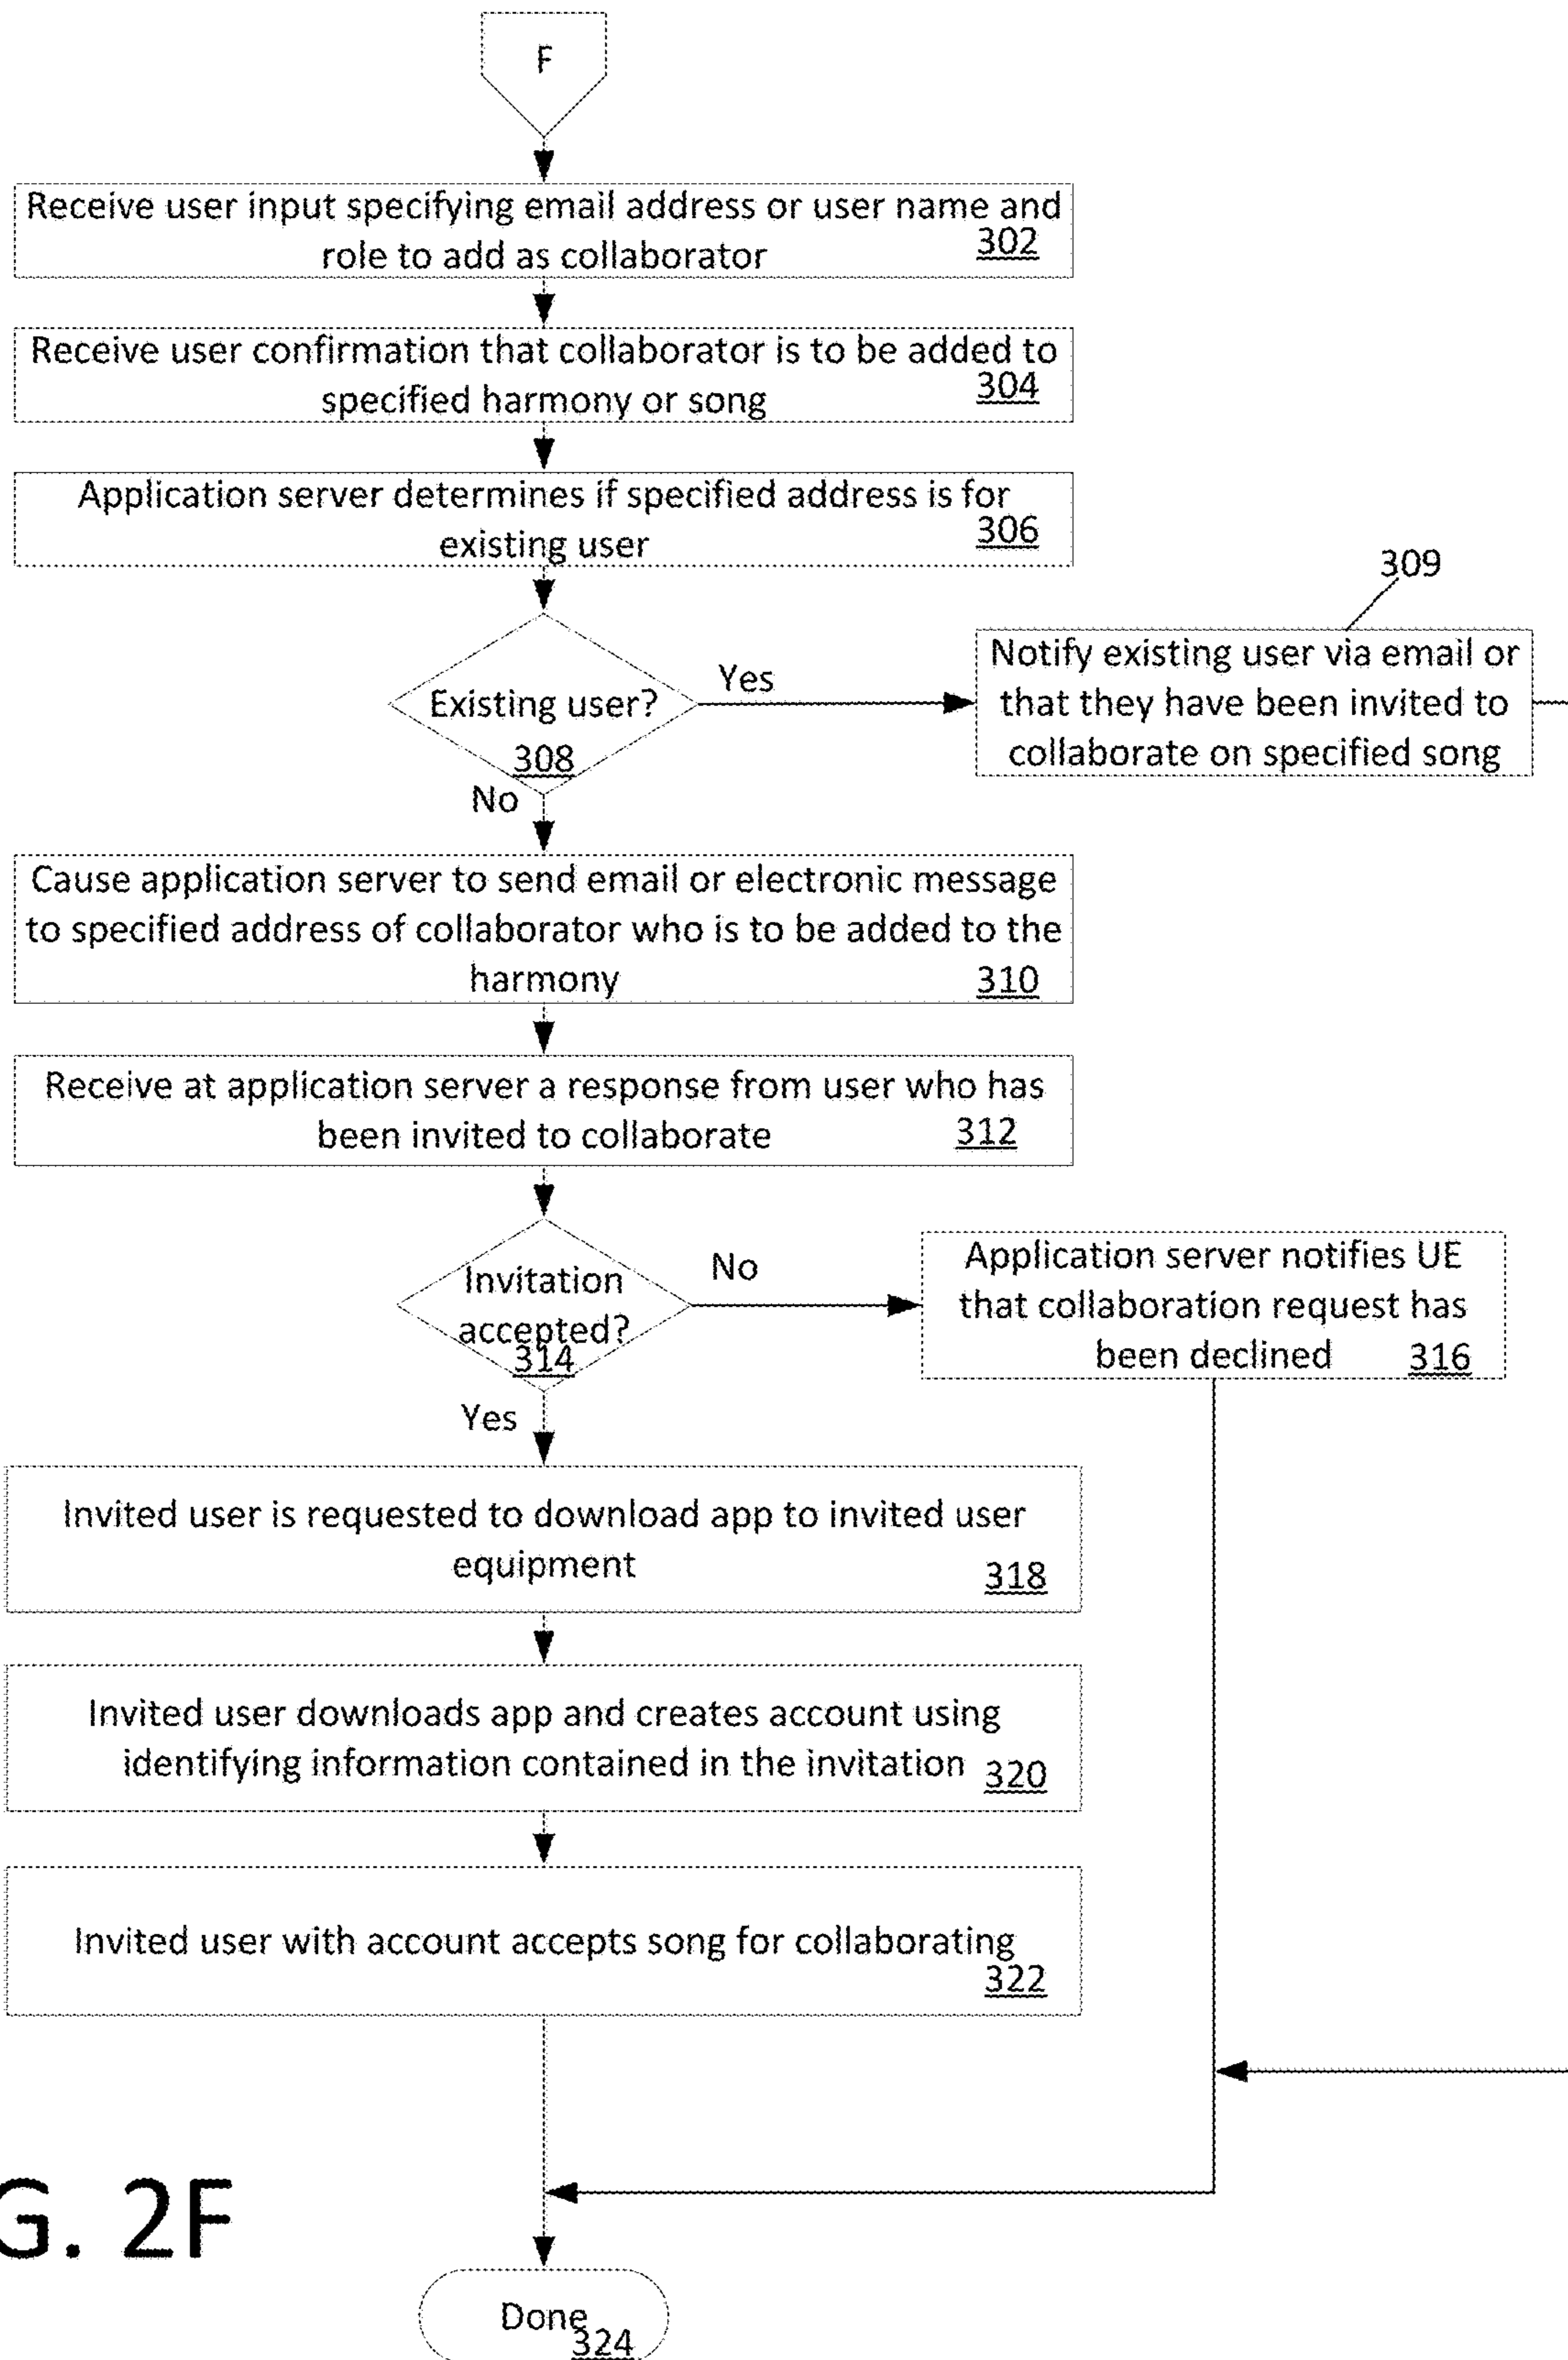 F
Receive user input specifying email address or user name and
role to add as collaborator
302
Receive user confirmation that collaborator is to be added to
specified harmony or song
304
Application server determines if specified address is for
existing user
306
Existing user?
308
Yes
No
309
Notify existing user via email or
that they have been invited to
collaborate on specified song
Cause application server to send email or electronic message
to specified address of collaborator who is to be added to the
harmony
310
Receive at application server a response from user who has
been invited to collaborate
312
Invitation
accepted?
314
No
Yes
Application server notifies UE
that collaboration request has
been declined
316
Invited user is requested to download app to invited user
equipment
318
Invited user downloads app and creates account using
identifying information contained in the invitation
320
Invited user with account accepts song for collaborating
322
G. 2F
Done
324